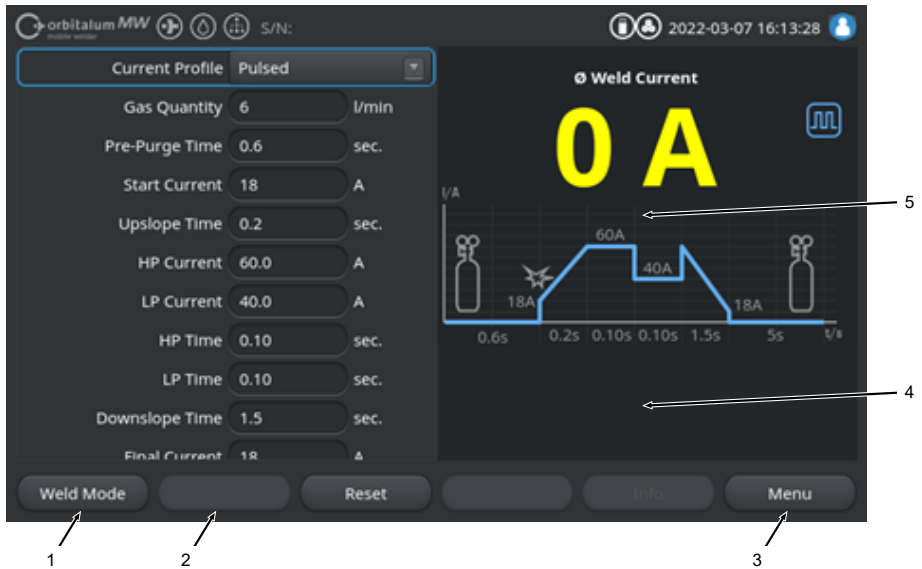 orbitalum MW S/N: 2022-03-07 16:13:28
mobile welder
Current Profile Pulsed
Gas Quantity 6 l/min
Pre-Purge Time 0.6 sec.
Start Current 18 A
Upslope Time 0.2 sec.
HP Current 60.0 A
LP Current 40.0 A
HP Time 0.10 sec.
LP Time 0.10 sec.
Downslope Time 1.5 sec.
Final Current 18 A
Ø Weld Current
0 A
I/A
60A
40A
18A
18A
0.6s 0.2s 0.10s 0.10s 1.5s 5s t/s
5
4
Weld Mode Reset Info Menu
1 2 3